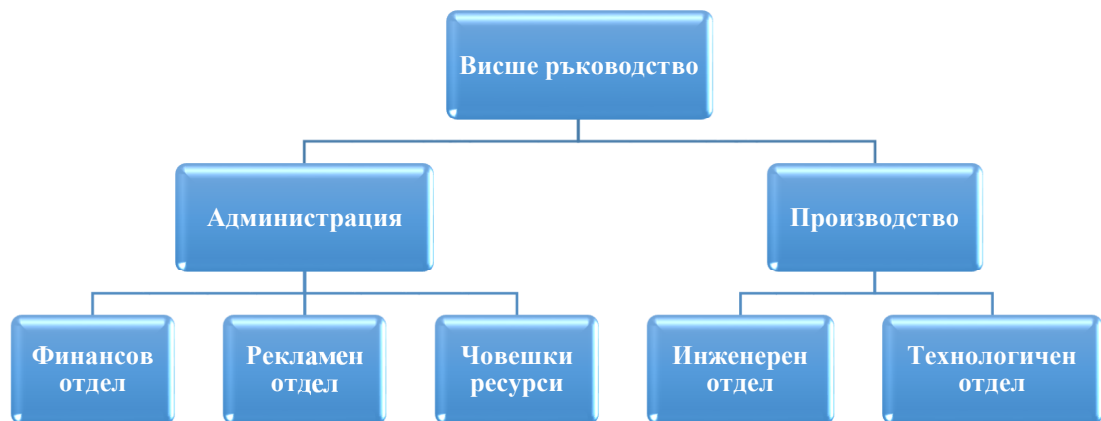 Висше ръководство
Администрация
Производство
Финансов
отдел
Рекламен
отдел
Човешки
ресурси
Инженерен
отдел
Технологичен
отдел